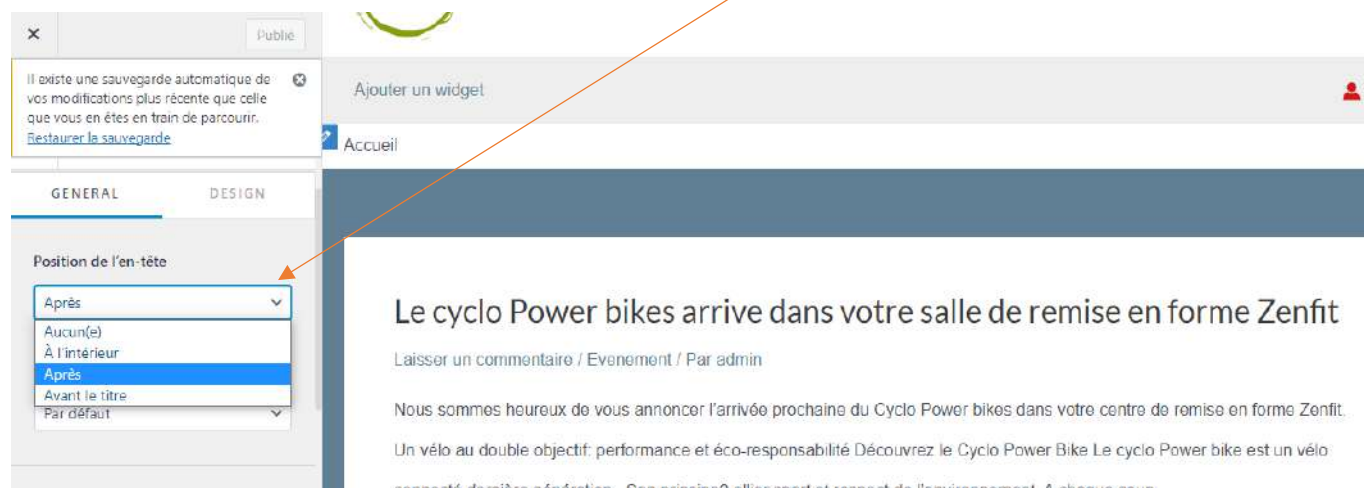 Publié
Il existe une sauvegarde automatique de
vos modifications plus récente que celle
que vous en êtes en train de parcourir.
Restaurer la sauvegarde
GENERAL DESIGN
Position de l'en-tête
Après
Aucun(e)
À l'intérieur
Après
Avant le titre
Par défaut
Ajouter un widget
Accueil
Le cyclo Power bikes arrive dans votre salle de remise en forme Zenfit
Laisser un commentaire / Evenement / Par admin
Nous sommes heureux de vous annoncer l'arrivée prochaine du Cyclo Power bikes dans votre centre de remise en forme Zenfit.
Un vélo au double objectif: performance et éco-responsabilité Découvrez le Cyclo Power Bike Le cyclo Power bike est un vélo